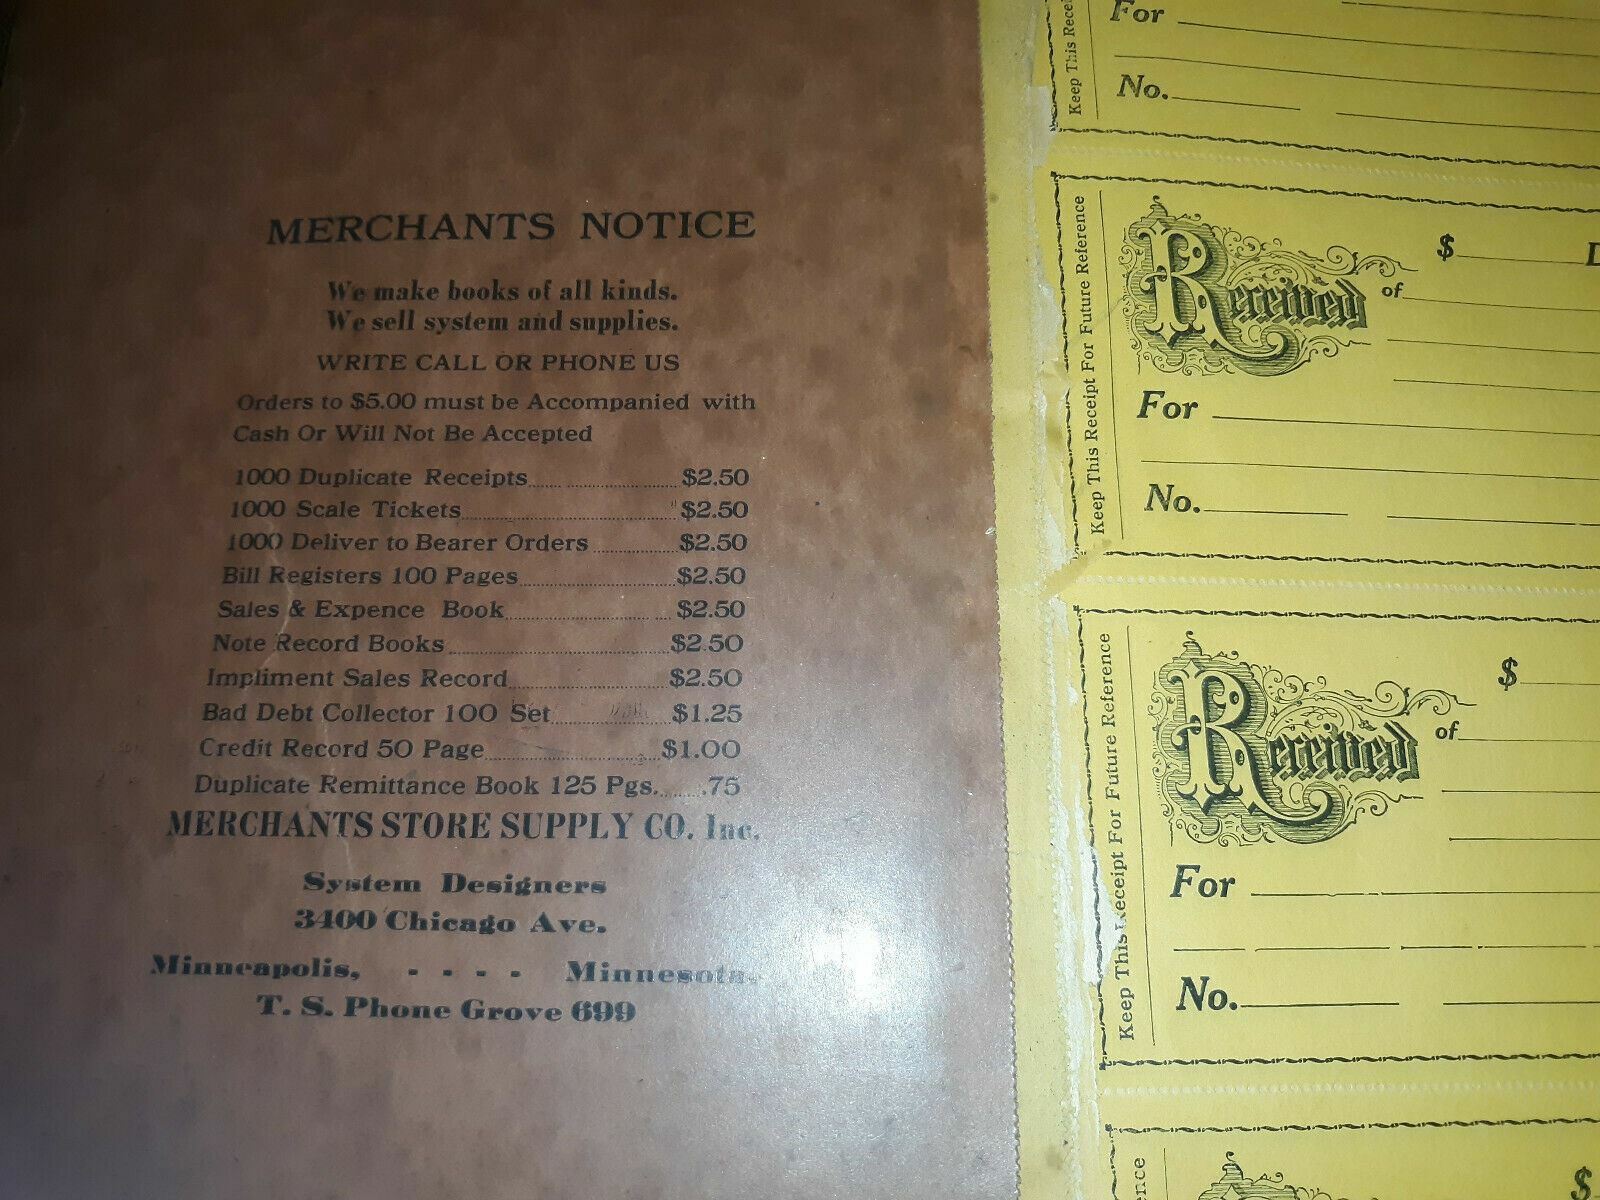 MERCHANTS NOTICE
We make books of all kinds.
We sell system and supplies.
WRITE CALL OR PHONE US
Orders to $5.00 must be Accompanied with
Cash Or Will Not Be Accepted
1000 Duplicate Receipts $2.50
1000 Scale Tickets $2.50
1000 Deliver to Bearer Orders $2.50
Bill Registers 100 Pages $2.50
Sales & Expence Book $2.50
Note Record Books $2.50
Impliment Sales Record $2.50
Bad Debt Collector 100 Set $1.25
Credit Record 50 Page $1.00
Duplicate Remittance Book 125 Pgs. .75
MERCHANTS STORE SUPPLY CO. Inc.
System Designers
3400 Chicago Ave.
Minneapolis, - - - - Minnesota.
T. S. Phone Grove 699
Keep This Recei
For
No.
Keep This Receipt For Future Reference
Received
$
of
For
No.
Keep This Receipt For Future Reference
Received
$
of
For
No.
ence
$